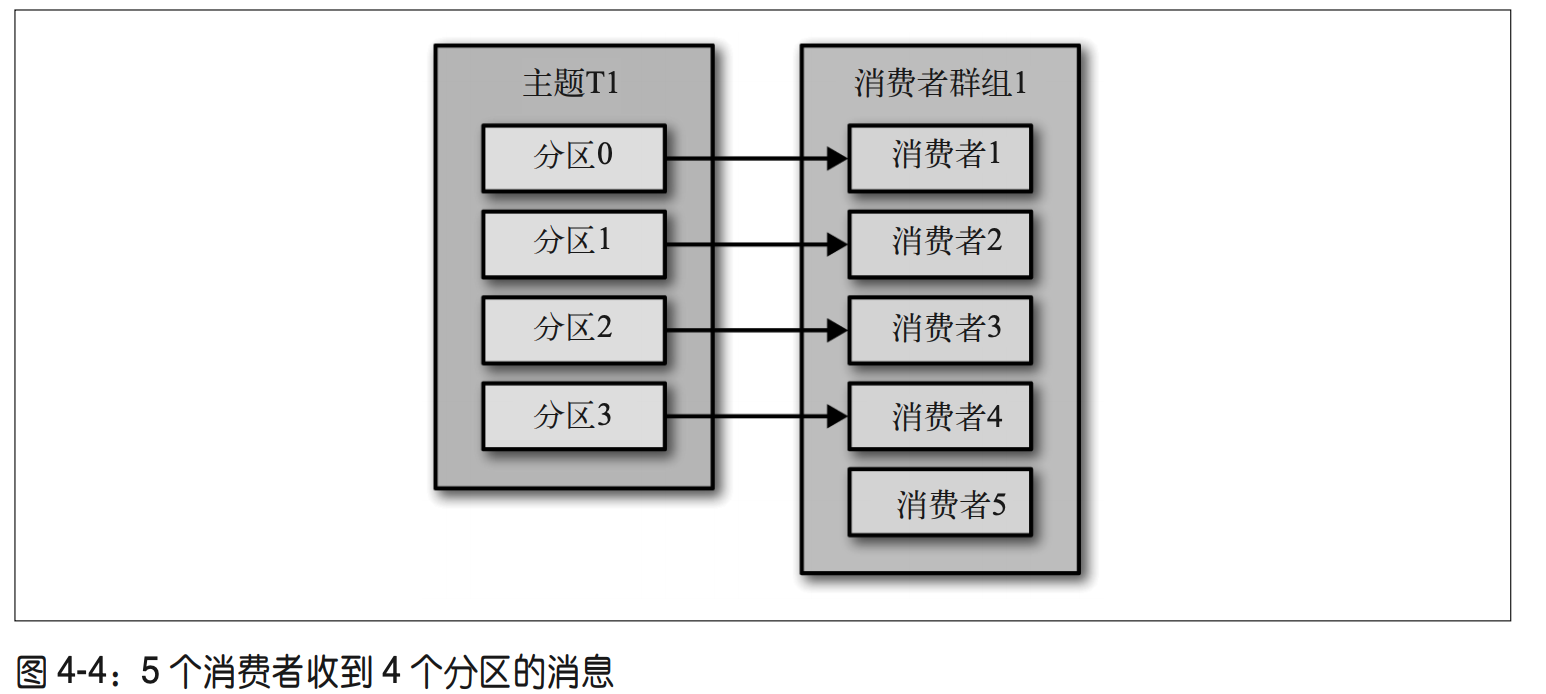 主题T1
分区0
分区1
分区2
分区3
消费者群组1
消费者1
消费者2
消费者3
消费者4
消费者5
图 4-4：5 个消费者收到 4 个分区的消息